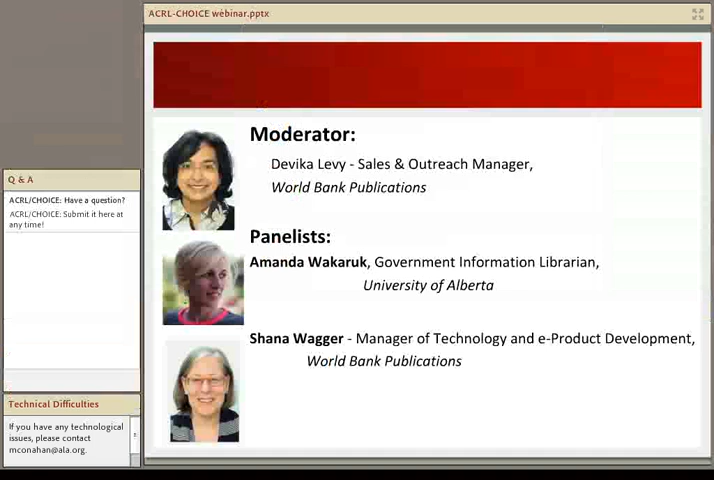 ACRL-CHOICE webinar.pptx
Moderator:
Devika Levy - Sales & Outreach Manager,
World Bank Publications
Panelists:
Amanda Wakaruk, Government Information Librarian,
University of Alberta
Shana Wagger - Manager of Technology and e-Product Development,
World Bank Publications
Q & A
ACRL/CHOICE: Have a question?
ACRL/CHOICE: Submit it here at
any time!
Technical Difficulties
If you have any technological
issues, please contact
mconahan@ala.org.